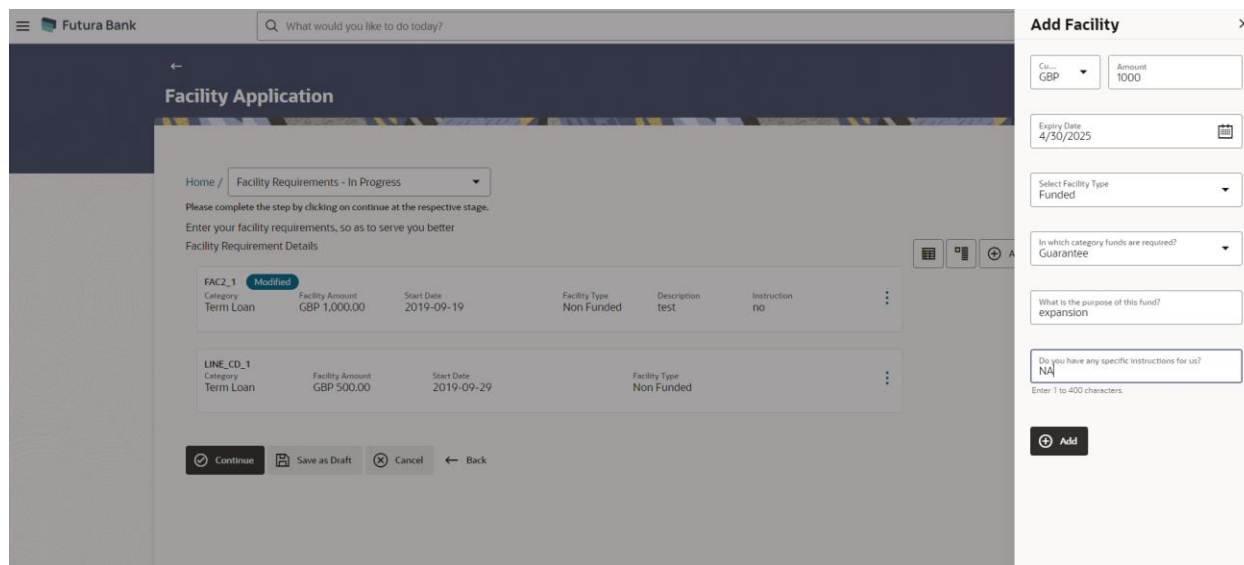 Futura Bank
What would you like to do today?
Facility Application
Home / Facility Requirements - In Progress
Please complete the step by clicking on continue at the respective stage.
Enter your facility requirements, so as to serve you better
Facility Requirement Details
FAC2_1 Modified
Category Facility Amount Start Date Facility Type Description Instruction
Term Loan GBP 1,000.00 2019-09-19 Non Funded test no
LINE_CD_1
Category Facility Amount Start Date Facility Type
Term Loan GBP 500.00 2019-09-29 Non Funded
Continue Save as Draft Cancel Back
Add Facility
Cu... Amount
GBP 1000
Expiry Date
4/30/2025
Select Facility Type
Funded
In which category funds are required?
Guarantee
What is the purpose of this fund?
expansion
Do you have any specific instructions for us?
NA
Enter 1 to 400 characters.
Add